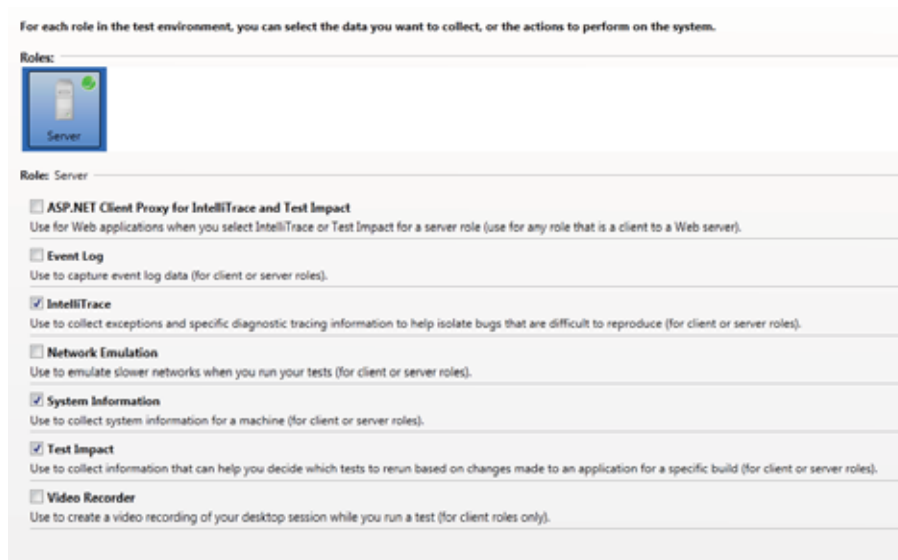 For each role in the test environment, you can select the data you want to collect, or the actions to perform on the system.
Roles:
Server
Role: Server
ASP.NET Client Proxy for IntelliTrace and Test Impact
Use for Web applications when you select IntelliTrace or Test Impact for a server role (use for any role that is a client to a Web server).
Event Log
Use to capture event log data (for client or server roles).
IntelliTrace
Use to collect exceptions and specific diagnostic tracing information to help isolate bugs that are difficult to reproduce (for client or server roles).
Network Emulation
Use to emulate slower networks when you run your tests (for client or server roles).
System Information
Use to collect system information for a machine (for client or server roles).
Test Impact
Use to collect information that can help you decide which tests to rerun based on changes made to an application for a specific build (for client or server roles).
Video Recorder
Use to create a video recording of your desktop session while you run a test (for client roles only).